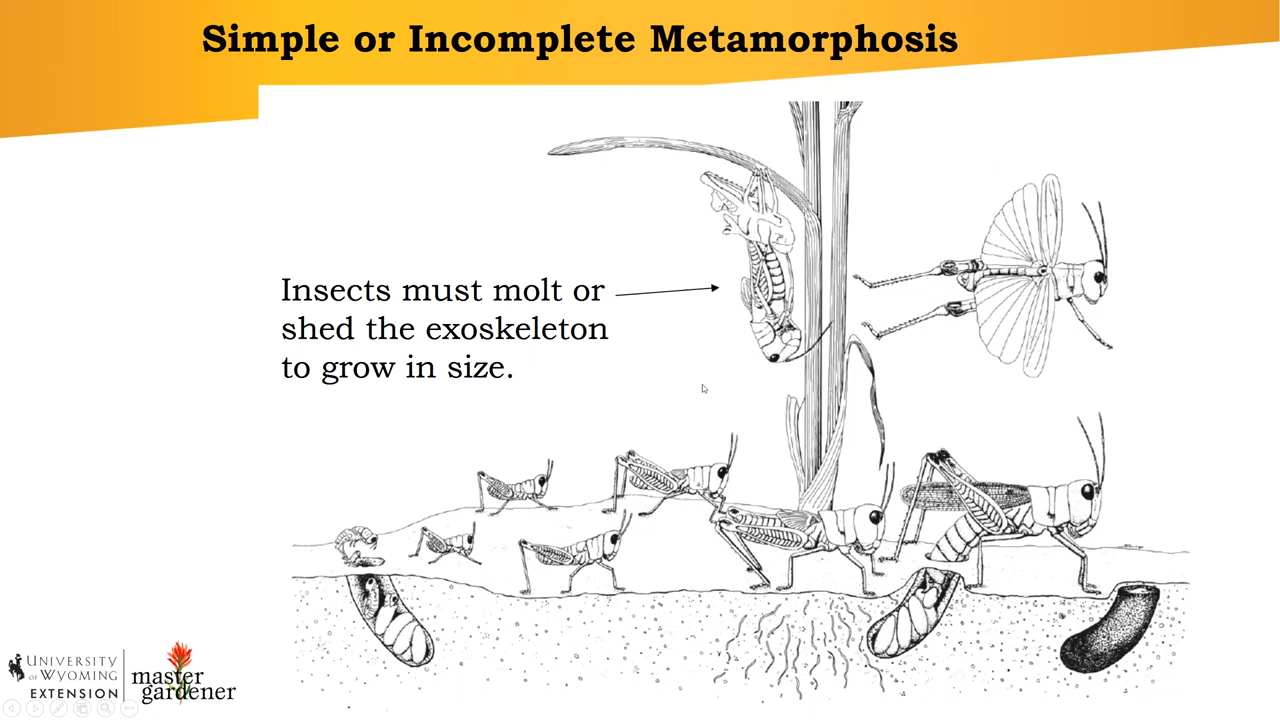 Simple or Incomplete Metamorphosis
Insects must molt or
shed the exoskeleton
to grow in size.
UNIVERSITY
OF WYOMING
EXTENSION
master
gardener